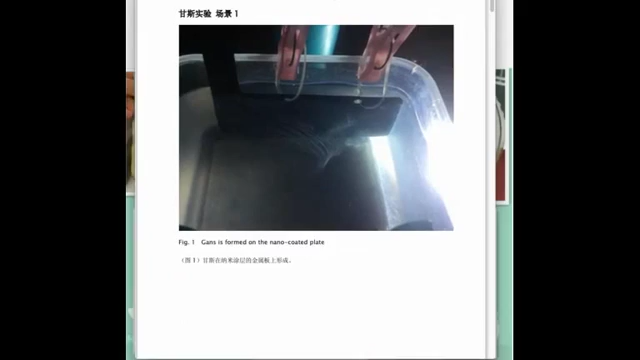 甘斯实验 场景 1
Fig. 1 Gans is formed on the nano-coated plate
（图 1）甘斯在纳米涂层的金属板上形成。